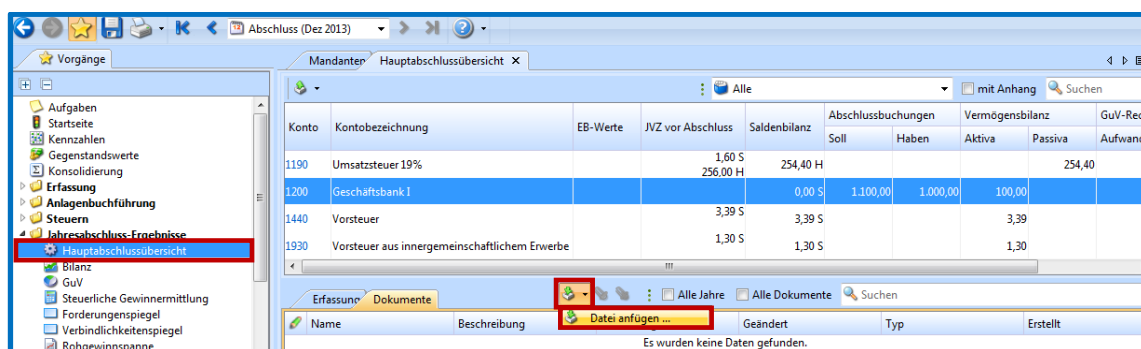 Abschluss (Dez 2013)
Vorgänge
Mandanten Hauptabschlussübersicht
Alle mit Anhang Suchen
Aufgaben
Startseite
Kennzahlen
Gegenstandswerte
Konsolidierung
Erfassung
Anlagenbuchführung
Steuern
Jahresabschluss-Ergebnisse
Hauptabschlussübersicht
Bilanz
GuV
Steuerliche Gewinnermittlung
Forderungenspiegel
Verbindlichkeitenspiegel
Rohgewinnspanne
Konto Kontobezeichnung EB-Werte JVZ vor Abschluss Saldenbilanz Abschlussbuchungen Vermögensbilanz GuV-Rec
Soll Haben Aktiva Passiva Aufwand
1190 Umsatzsteuer 19% 1,60 S 254,40 H 254,40
256,00 H
1200 Geschäftsbank I 0,00 S 1.100,00 1.000,00 100,00
1440 Vorsteuer 3,39 S 3,39 S 3,39
1930 Vorsteuer aus innergemeinschaftlichem Erwerbe 1,30 S 1,30 S 1,30
Erfassung Dokumente Alle Jahre Alle Dokumente Suchen
Datei anfügen ...
Name Beschreibung Geändert Typ Erstellt
Es wurden keine Daten gefunden.